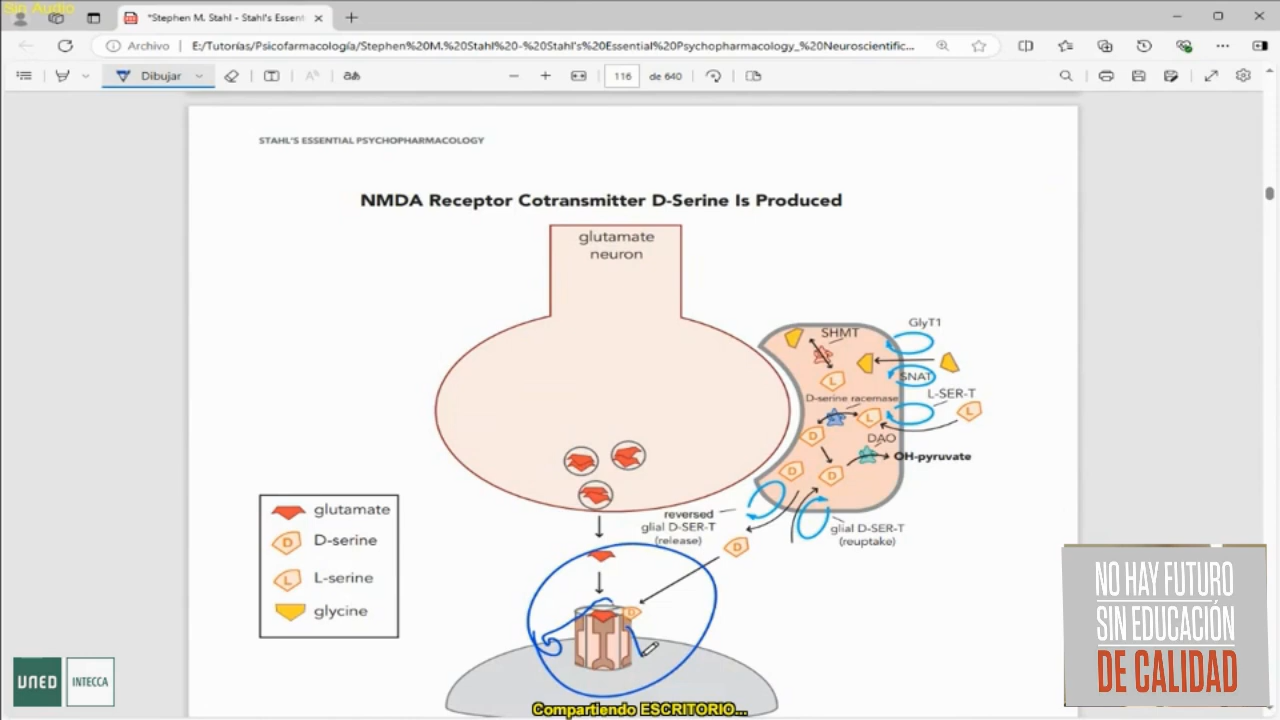 Sin Audio
*Stephen M. Stahl - Stahl's Essent
Archivo
E:/Tutorías/Psicofarmacología/Stephen%20M.%20Stahl%20-%20Stahl's%20Essential%20Psychopharmacology_%20Neuroscientific...
Dibujar
116 de 640
STAHL'S ESSENTIAL PSYCHOPHARMACOLOGY
NMDA Receptor Cotransmitter D-Serine Is Produced
glutamate
neuron
GlyT1
SHMT
SNAT
L
L-SER-T
D-serine racemase
L
L
D
DAO
OH-pyruvate
D
D
reversed
glial D-SER-T
(release)
glial D-SER-T
(reuptake)
D
D
glutamate
D
D-serine
L
L-serine
glycine
NO HAY FUTURO
SIN EDUCACIÓN
DE CALIDAD
UNED
INTECCA
Compartiendo ESCRITORIO...